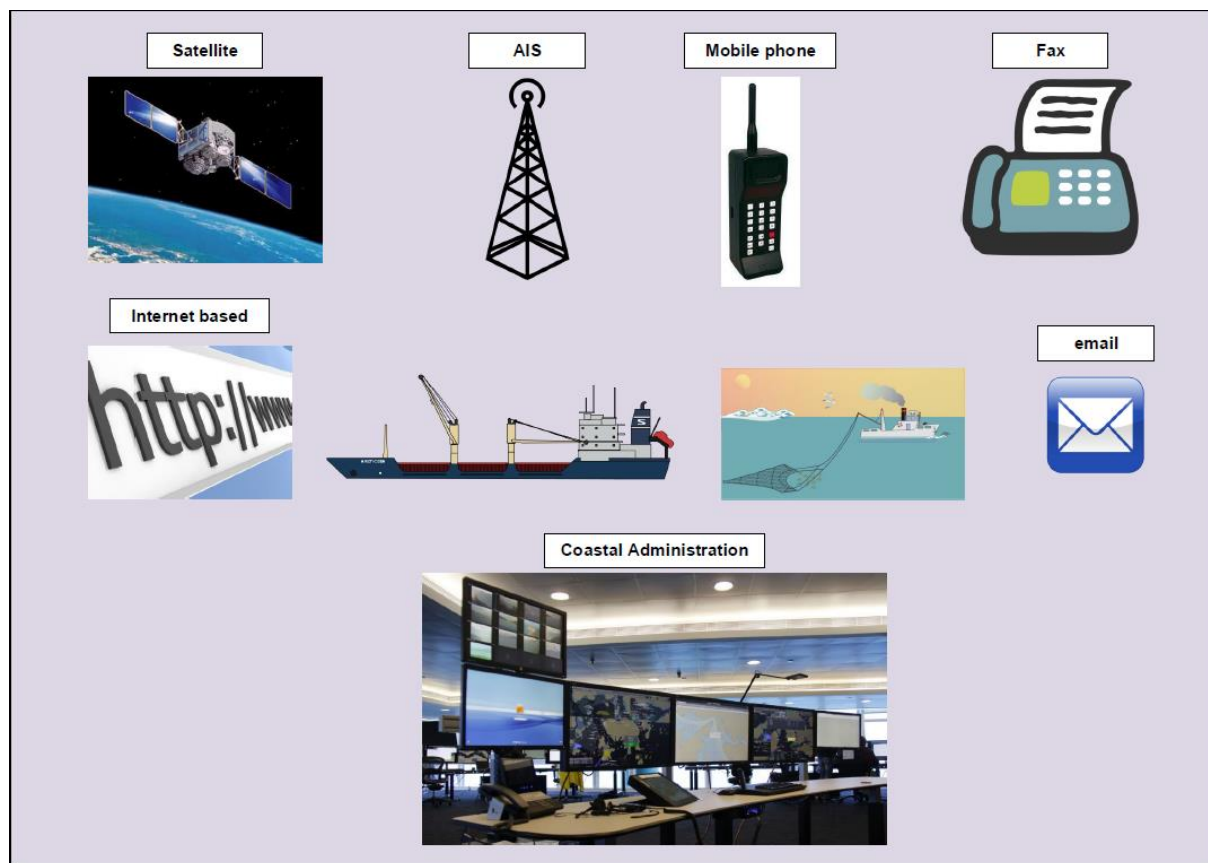 Satellite
AIS
Mobile phone
Fax
Internet based
email
http://www
S
Coastal Administration